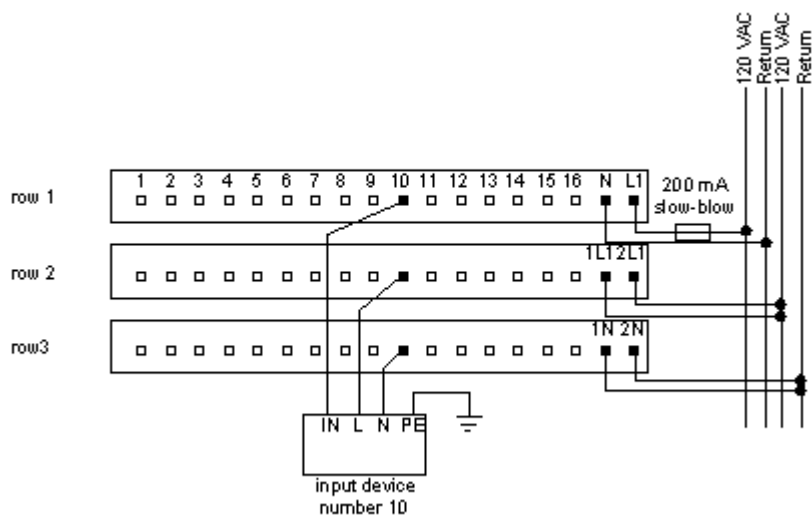 120 VAC
Return
120 VAC
Return
row 1
1 2 3 4 5 6 7 8 9 10 11 12 13 14 15 16 N L1
200 mA
slow-blow
row 2
1L1 2L1
row3
1N 2N
IN L N PE
input device
number 10